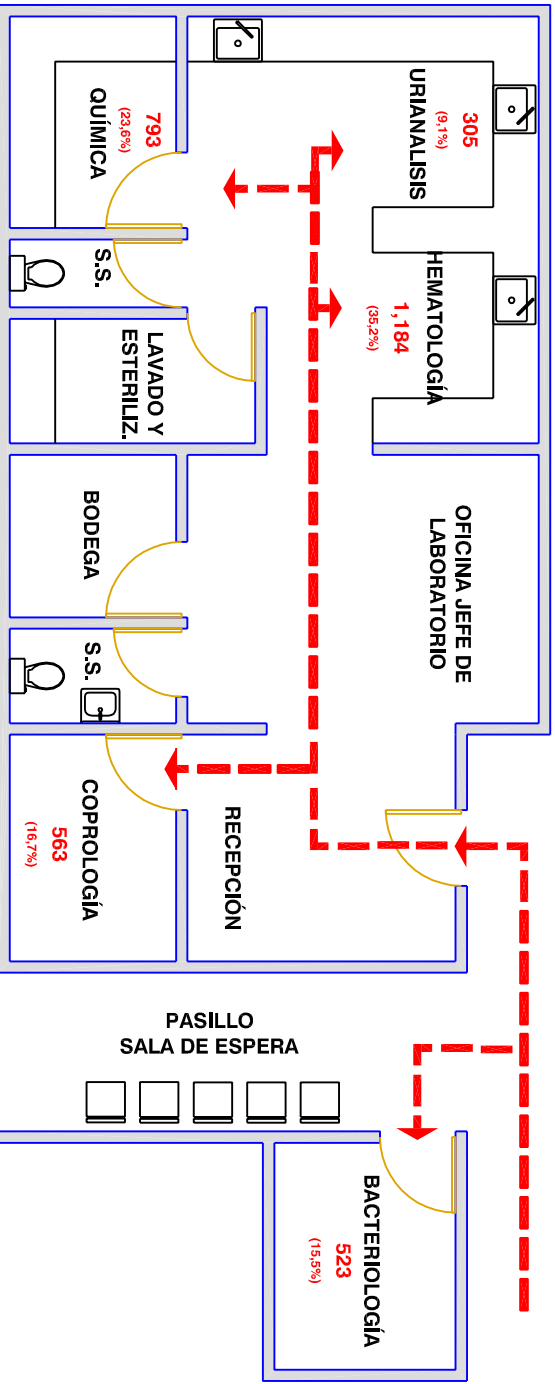 305
(9,1%)
URIANALISIS
793
(23,6%)
QUÍMICA
HEMATOLOGÍA
1,184
(35,2%)
S.S.
LAVADO Y
ESTERILIZ.
OFICINA JEFE DE
LABORATORIO
BODEGA
S.S.
RECEPCIÓN
COPROLOGÍA
563
(16,7%)
PASILLO
SALA DE ESPERA
BACTERIOLOGÍA
523
(15,5%)